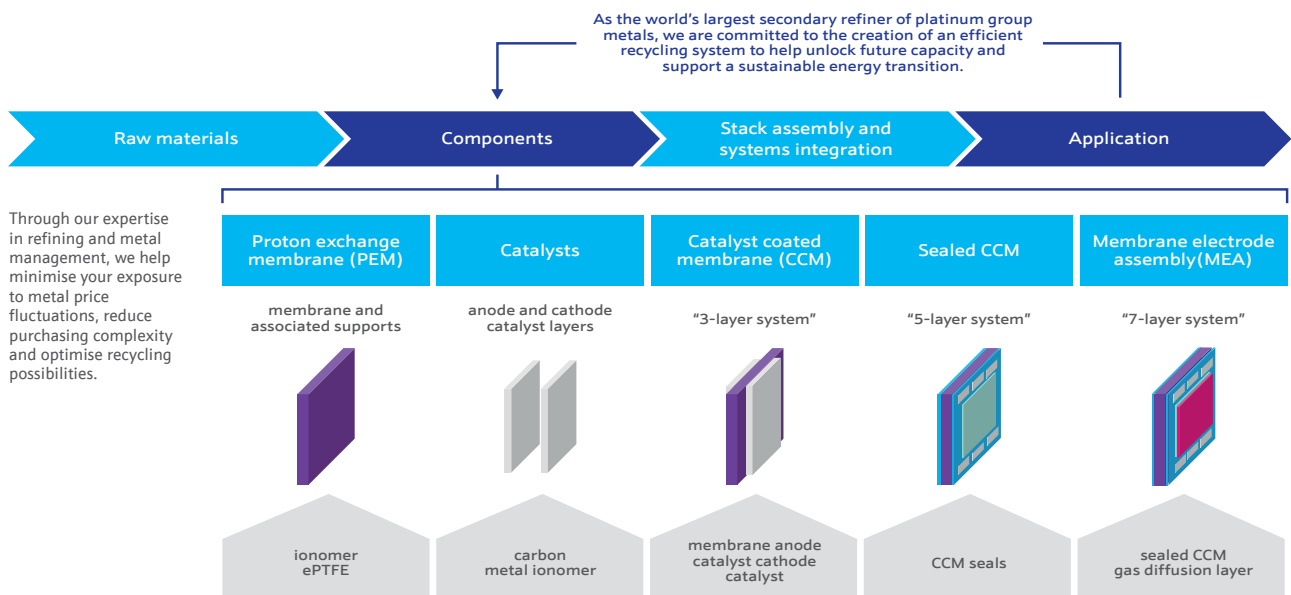 As the world's largest secondary refiner of platinum group
metals, we are committed to the creation of an efficient
recycling system to help unlock future capacity and
support a sustainable energy transition.
Raw materials
Components
Stack assembly and
systems integration
Application
Through our expertise
in refining and metal
management, we help
minimise your exposure
to metal price
fluctuations, reduce
purchasing complexity
and optimise recycling
possibilities.
Proton exchange
membrane (PEM)
membrane and
associated supports
ionomer
ePTFE
Catalysts
anode and cathode
catalyst layers
carbon
metal ionomer
Catalyst coated
membrane (CCM)
“3-layer system”
membrane anode
catalyst cathode
catalyst
Sealed CCM
“5-layer system”
CCM seals
Membrane electrode
assembly(MEA)
“7-layer system”
sealed CCM
gas diffusion layer